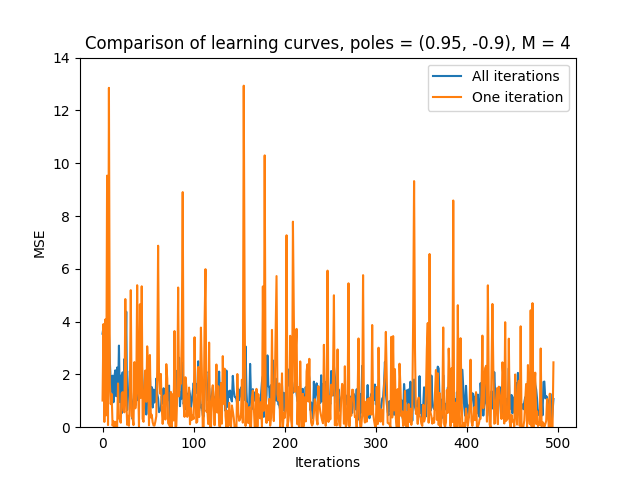 Comparison of learning curves, poles = (0.95, -0.9), M = 4
14
12
10
8
6
4
2
0
MSE
All iterations
One iteration
0 100 200 300 400 500
Iterations